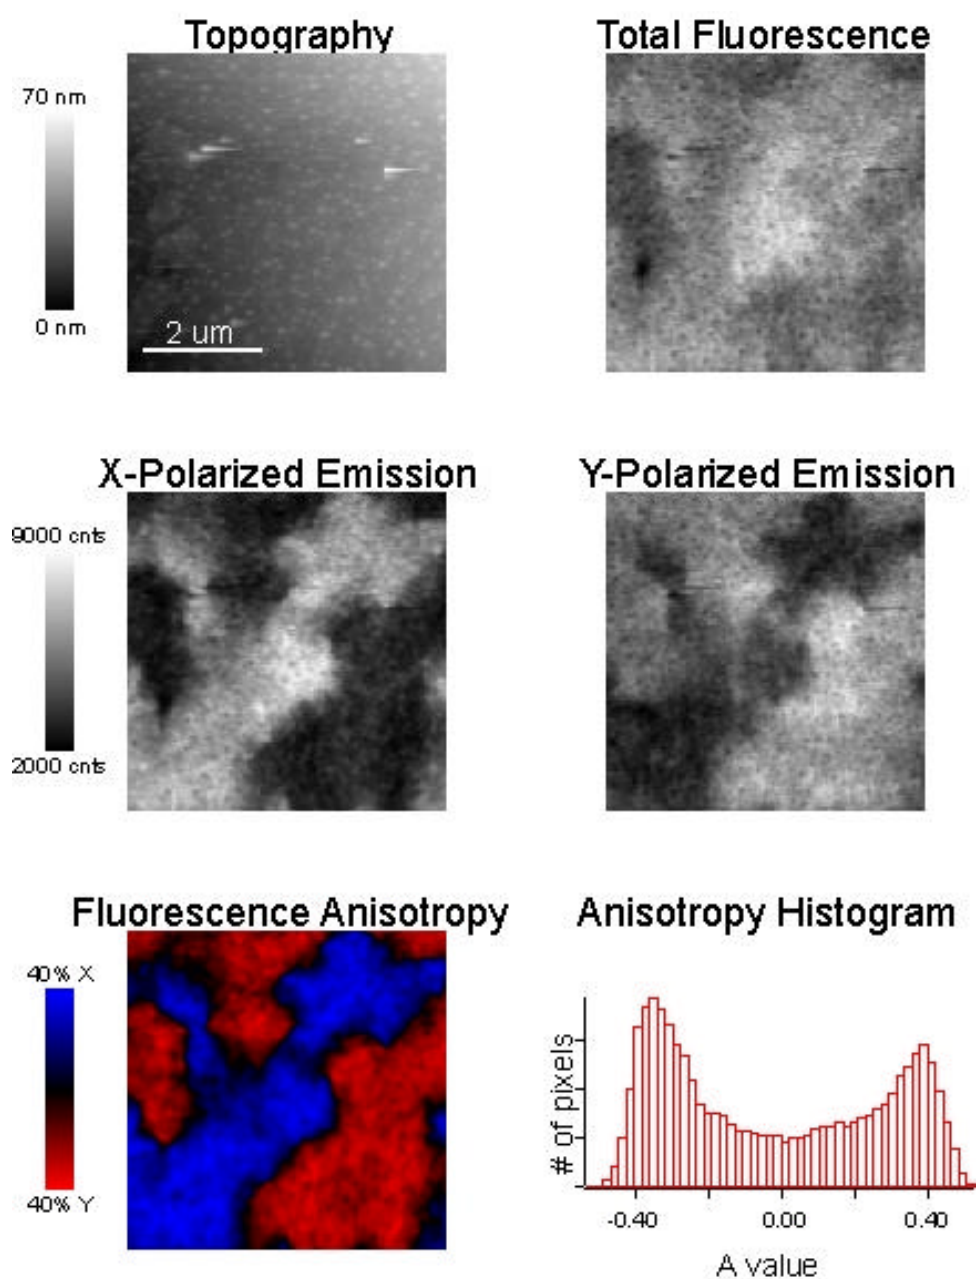 Topography
Total Fluorescence
70 nm
0 nm
2 um
X-Polarized Emission
Y-Polarized Emission
9000 cnts
2000 cnts
Fluorescence Anisotropy
Anisotropy Histogram
40% X
40% Y
# of pixels
-0.40
0.00
0.40
A value